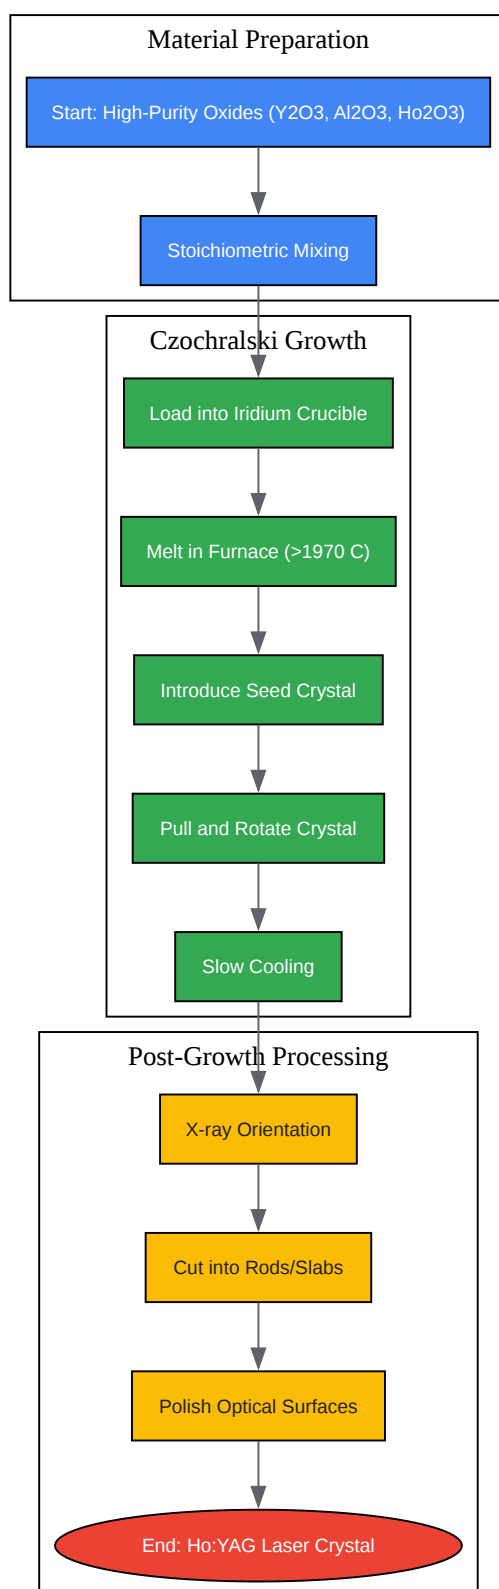 Material Preparation
Start: High-Purity Oxides (Y2O3, Al2O3, Ho2O3)
Stoichiometric Mixing
Czochralski Growth
Load into Iridium Crucible
Melt in Furnace (>1970 C)
Introduce Seed Crystal
Pull and Rotate Crystal
Slow Cooling
Post-Growth Processing
X-ray Orientation
Cut into Rods/Slabs
Polish Optical Surfaces
End: Ho:YAG Laser Crystal